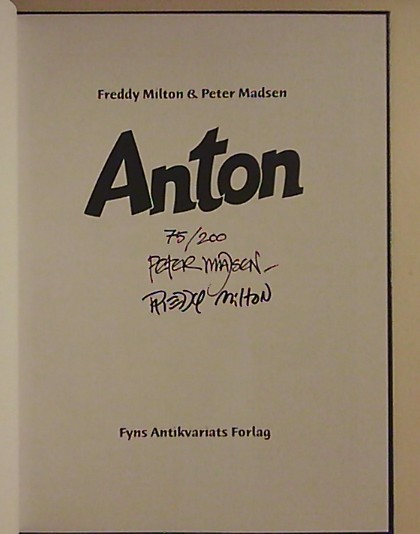 Freddy Milton & Peter Madsen
Anton
75/200
Peter Madsen
Freddy Milton
Fyns Antikvariats Forlag